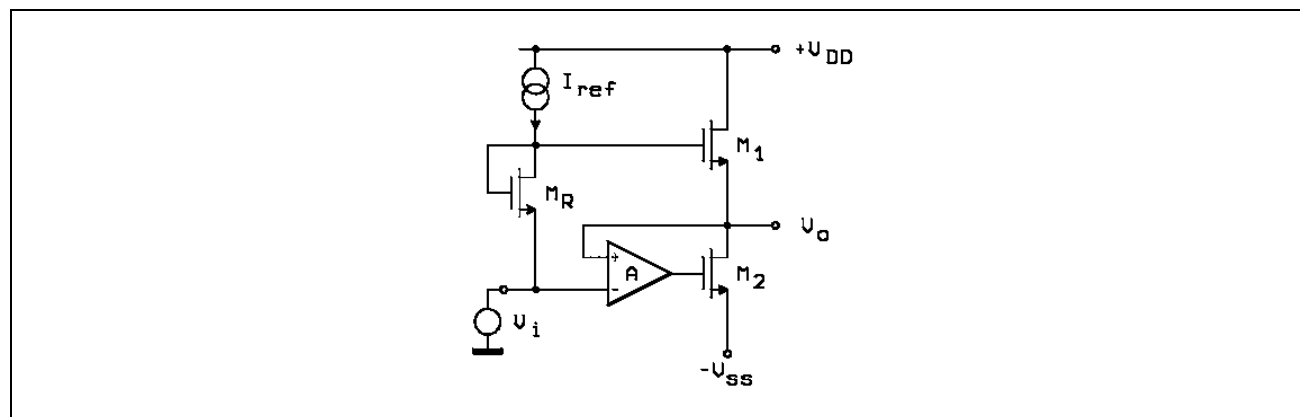 +V_DD
I_ref
M_1
M_R
V_o
+
A
-
M_2
V_i
-V_SS